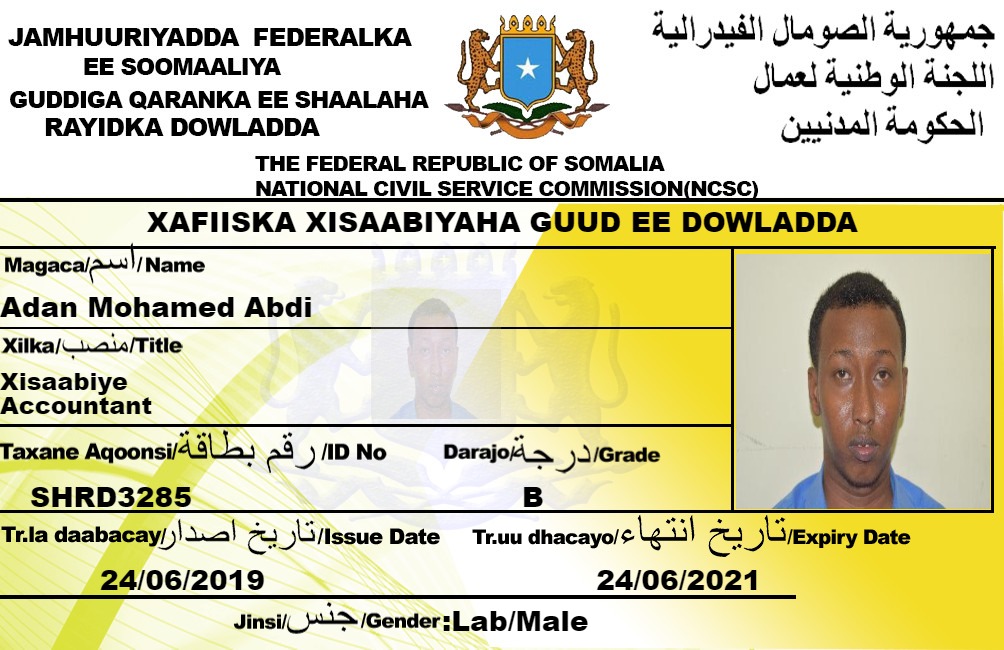 JAMHUURIYADDA FEDERALKA
EE SOOMAALIYA
GUDDIGA QARANKA EE SHAALAHA
RAYIDKA DOWLADDA
جمهورية الصومال الفيدرالية
اللجنة الوطنية لعمال
الحكومة المدنيين
THE FEDERAL REPUBLIC OF SOMALIA
NATIONAL CIVIL SERVICE COMMISSION(NCSC)
XAFIISKA XISAABIYAHA GUUD EE DOWLADDA
Magaca/اسم/Name
Adan Mohamed Abdi
Xilka/منصب/Title
Xisaabiye
Accountant
Taxane Aqoonsi/رقم بطاقة/ID No
SHRD3285
Darajo/درجة/Grade
B
Tr.la daabacay/تاريخ اصدار/Issue Date
24/06/2019
Tr.uu dhacayo/تاريخ انتهاء/Expiry Date
24/06/2021
Jinsi/جنس/Gender:Lab/Male